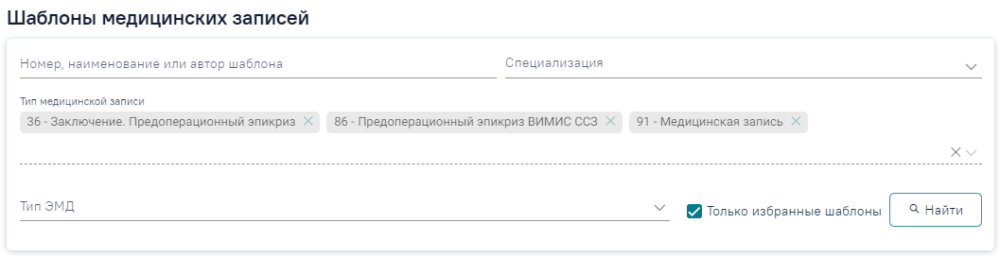 Шаблоны медицинских записей
Номер, наименование или автор шаблона
Специализация
Тип медицинской записи
36 - Заключение. Предоперационный эпикриз
86 - Предоперационный эпикриз ВИМИС ССЗ
91 - Медицинская запись
Тип ЭМД
Только избранные шаблоны
Найти